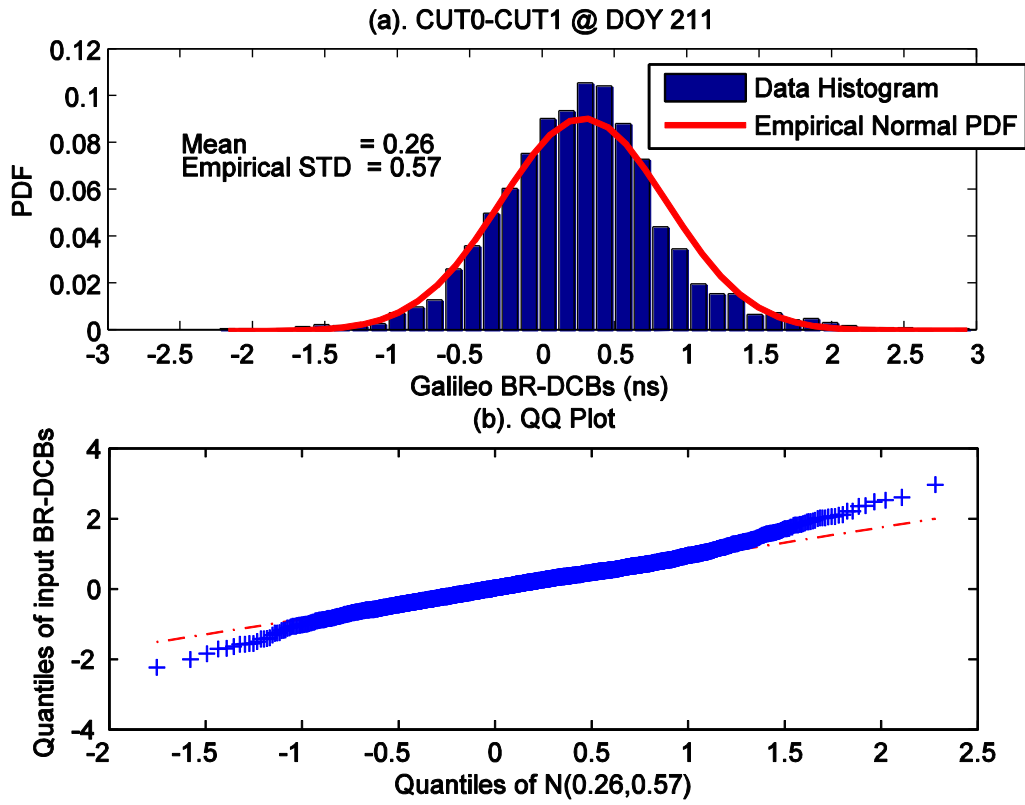 (a). CUT0-CUT1 @ DOY 211
0.12
0.1
0.08
0.06
0.04
0.02
0
PDF
Mean = 0.26
Empirical STD = 0.57
Data Histogram
Empirical Normal PDF
-3 -2.5 -2 -1.5 -1 -0.5 0 0.5 1 1.5 2 2.5 3
Galileo BR-DCBs (ns)
(b). QQ Plot
4
2
0
-2
-4
Quantiles of input BR-DCBs
-2 -1.5 -1 -0.5 0 0.5 1 1.5 2 2.5
Quantiles of N(0.26,0.57)